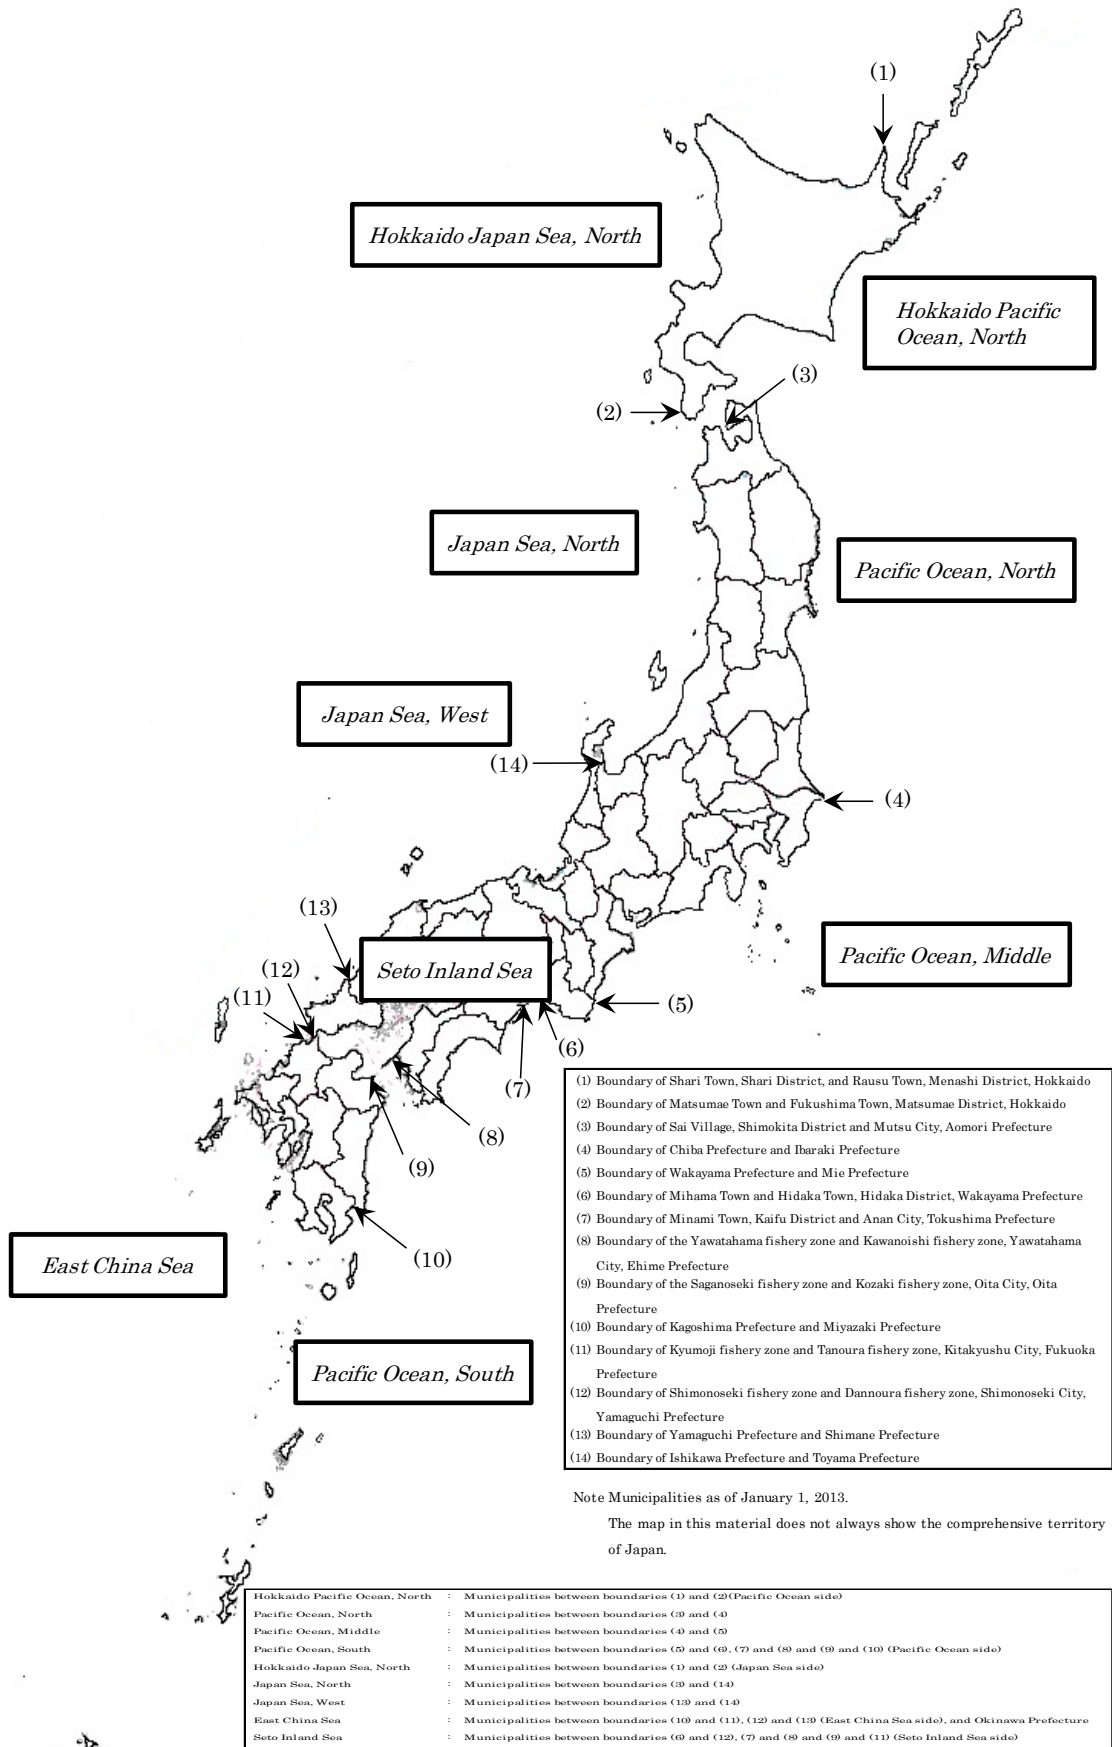 (1)
Hokkaido Japan Sea, North
Hokkaido Pacific
Ocean, North
(3)
(2)
Japan Sea, North
Pacific Ocean, North
Japan Sea, West
(14)
(4)
(13)
Pacific Ocean, Middle
Seto Inland Sea
(12)
(11)
(5)
(6)
(7)
(8)
(9)
(10)
East China Sea
Pacific Ocean, South
(1) Boundary of Shari Town, Shari District, and Rausu Town, Menashi District, Hokkaido
(2) Boundary of Matsumae Town and Fukushima Town, Matsumae District, Hokkaido
(3) Boundary of Sai Village, Shimokita District and Mutsu City, Aomori Prefecture
(4) Boundary of Chiba Prefecture and Ibaraki Prefecture
(5) Boundary of Wakayama Prefecture and Mie Prefecture
(6) Boundary of Mihama Town and Hidaka Town, Hidaka District, Wakayama Prefecture
(7) Boundary of Minami Town, Kaifu District and Anan City, Tokushima Prefecture
(8) Boundary of the Yawatahama fishery zone and Kawanoishi fishery zone, Yawatahama
City, Ehime Prefecture
(9) Boundary of the Saganoseki fishery zone and Kozaki fishery zone, Oita City, Oita
Prefecture
(10) Boundary of Kagoshima Prefecture and Miyazaki Prefecture
(11) Boundary of Kyumoji fishery zone and Tanoura fishery zone, Kitakyushu City, Fukuoka
Prefecture
(12) Boundary of Shimonoseki fishery zone and Dannoura fishery zone, Shimonoseki City,
Yamaguchi Prefecture
(13) Boundary of Yamaguchi Prefecture and Shimane Prefecture
(14) Boundary of Ishikawa Prefecture and Toyama Prefecture
Note Municipalities as of January 1, 2013.
The map in this material does not always show the comprehensive territory
of Japan.
Hokkaido Pacific Ocean, North : Municipalities between boundaries (1) and (2)(Pacific Ocean side)
Pacific Ocean, North : Municipalities between boundaries (3) and (4)
Pacific Ocean, Middle : Municipalities between boundaries (4) and (5)
Pacific Ocean, South : Municipalities between boundaries (5) and (6), (7) and (8) and (9) and (10) (Pacific Ocean side)
Hokkaido Japan Sea, North : Municipalities between boundaries (1) and (2) (Japan Sea side)
Japan Sea, North : Municipalities between boundaries (3) and (14)
Japan Sea, West : Municipalities between boundaries (13) and (14)
East China Sea : Municipalities between boundaries (10) and (11), (12) and (13) (East China Sea side), and Okinawa Prefecture
Seto Inland Sea : Municipalities between boundaries (6) and (12), (7) and (8) and (9) and (11) (Seto Inland Sea side)